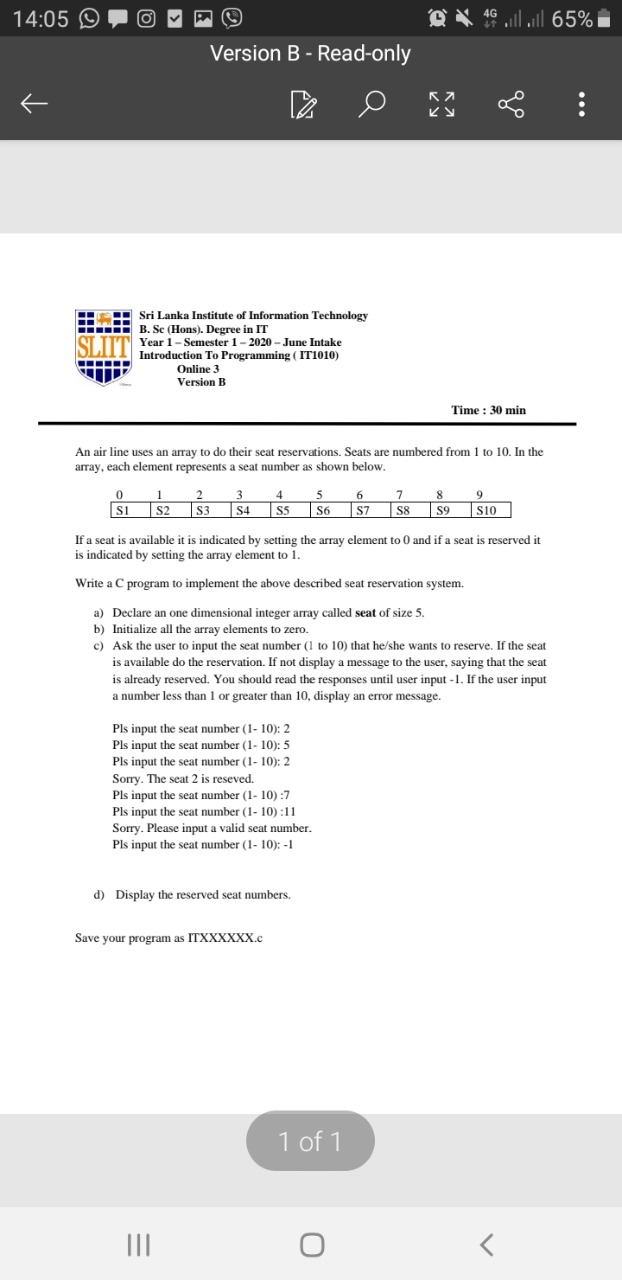 14:05
4G
65%
Version B - Read-only
SLIIT
Sri Lanka Institute of Information Technology
B. Sc (Hons). Degree in IT
Year 1 – Semester 1 – 2020 – June Intake
Introduction To Programming ( IT1010)
Online 3
Version B
Time : 30 min
An air line uses an array to do their seat reservations. Seats are numbered from 1 to 10. In the
array, each element represents a seat number as shown below.
0 1 2 3 4 5 6 7 8 9
S1 S2 S3 S4 S5 S6 S7 S8 S9 S10
If a seat is available it is indicated by setting the array element to 0 and if a seat is reserved it
is indicated by setting the array element to 1.
Write a C program to implement the above described seat reservation system.
a) Declare an one dimensional integer array called seat of size 5.
b) Initialize all the array elements to zero.
c) Ask the user to input the seat number (1 to 10) that he/she wants to reserve. If the seat
is available do the reservation. If not display a message to the user, saying that the seat
is already reserved. You should read the responses until user input -1. If the user input
a number less than 1 or greater than 10, display an error message.
Pls input the seat number (1- 10): 2
Pls input the seat number (1- 10): 5
Pls input the seat number (1- 10): 2
Sorry. The seat 2 is reseved.
Pls input the seat number (1- 10) :7
Pls input the seat number (1- 10) :11
Sorry. Please input a valid seat number.
Pls input the seat number (1- 10): -1
d) Display the reserved seat numbers.
Save your program as ITXXXXXX.c
1 of 1